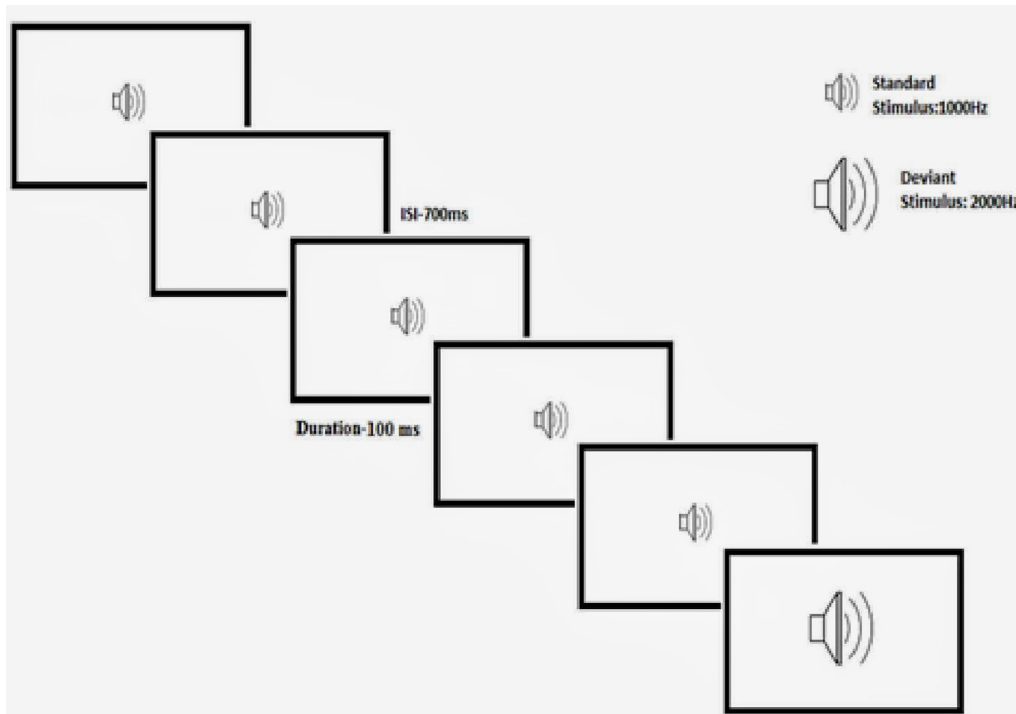 Standard
Stimulus:1000Hz
Deviant
Stimulus: 2000Hz
ISI-700ms
Duration-100 ms